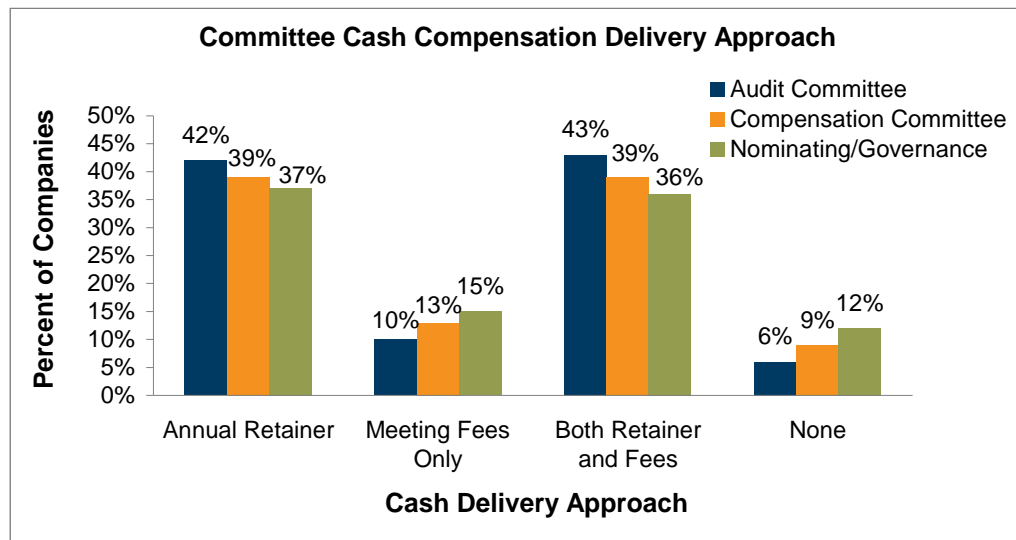 Committee Cash Compensation Delivery Approach
Audit Committee
Compensation Committee
Nominating/Governance
Percent of Companies
50%
45%
40%
35%
30%
25%
20%
15%
10%
5%
0%
42%
39%
37%
10%
13%
15%
43%
39%
36%
6%
9%
12%
Annual Retainer
Meeting Fees
Only
Both Retainer
and Fees
None
Cash Delivery Approach